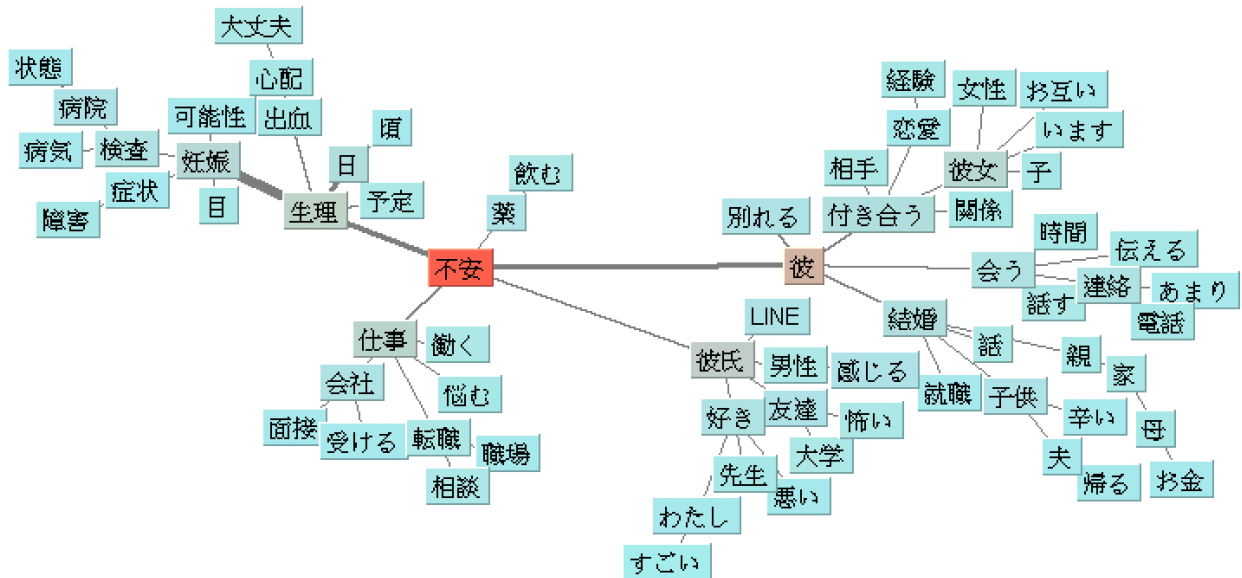 大丈夫
状態
心配
病院
可能性
出血
頃
病気
検査
妊娠
日
症状
目
障害
生理
予定
飲む
薬
不安
経験
女性
お互い
恋愛
います
相手
彼女
子
別れる
付き合う
関係
時間
彼
会う
伝える
連絡
あまり
話す
電話
結婚
話
親
家
就職
子供
辛い
母
夫
帰る
お金
仕事
働く
会社
悩む
面接
受ける
転職
職場
相談
LINE
彼氏
男性
感じる
好き
友達
怖い
大学
先生
悪い
わたし
すごい